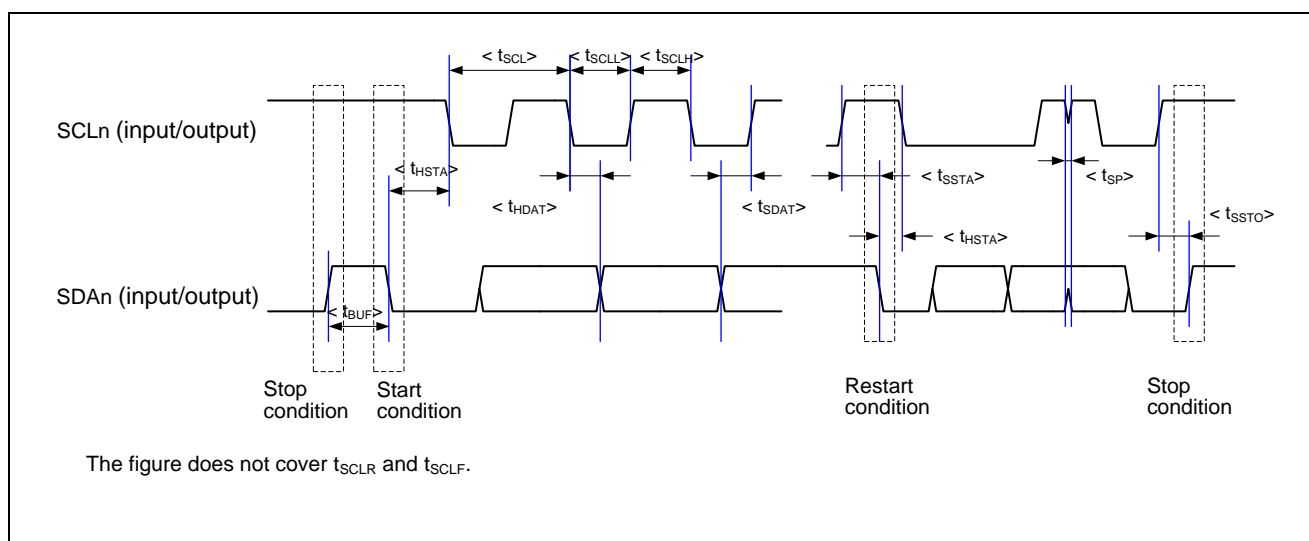 < tSCL>
< tSCLL>
< tSCLH>
SCLn (input/output)
< tHSTA>
< tHDAT>
< tSDAT>
< tSSTA>
< tSP>
< tSSTO>
< tHSTA>
SDAn (input/output)
< tBUF>
Stop
condition
Start
condition
Restart
condition
Stop
condition
The figure does not cover tSCLR and tSCLF.